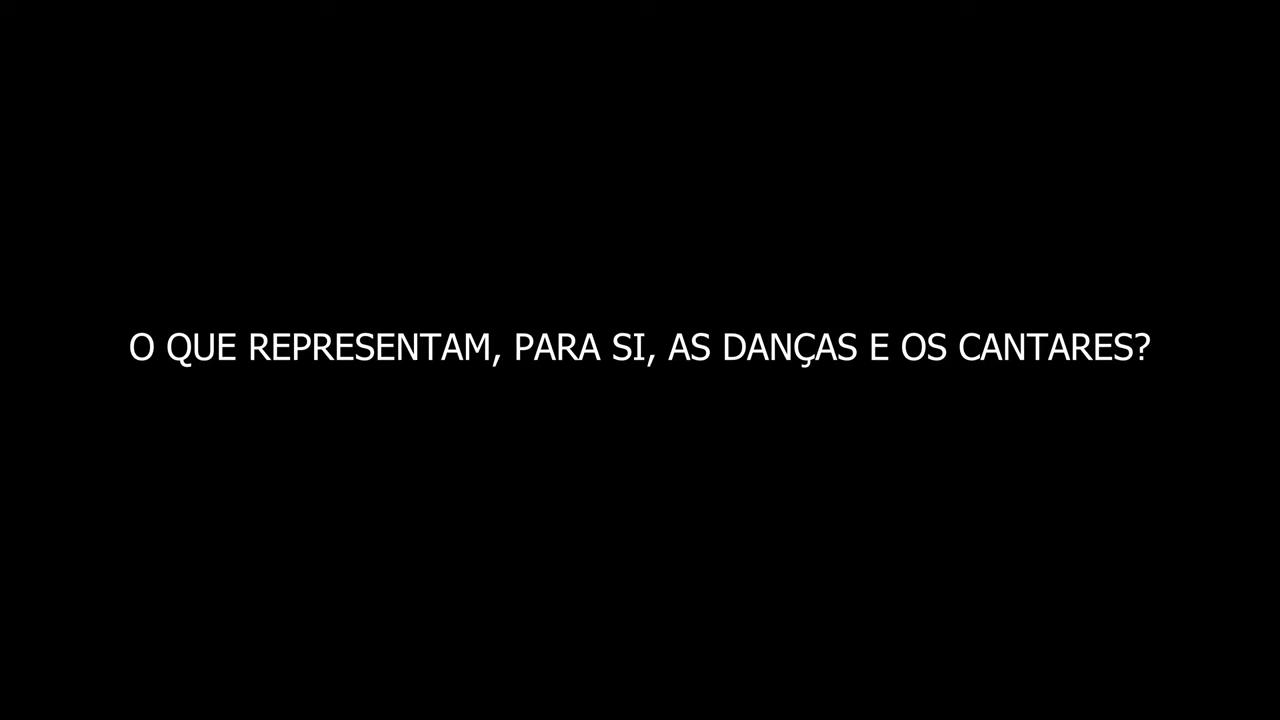 O QUE REPRESENTAM, PARA SI, AS DANÇAS E OS CANTARES?